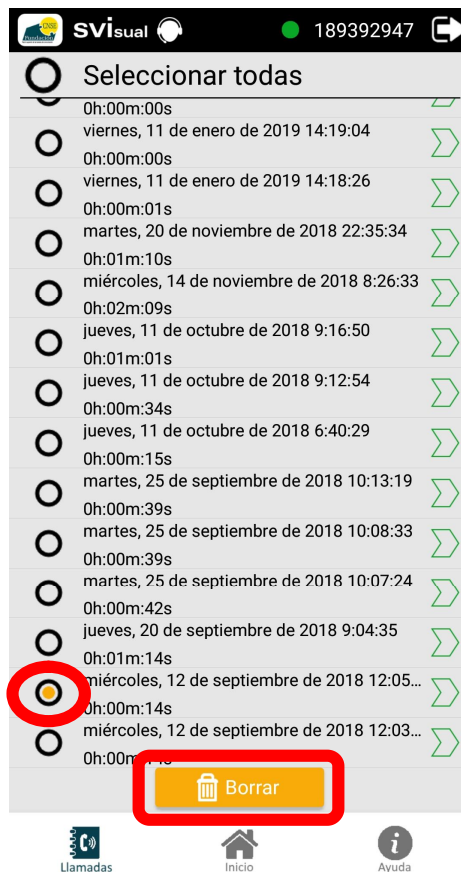 CNSE
Fundación
SVIsual
189392947
Seleccionar todas
0h:00m:00s
viernes, 11 de enero de 2019 14:19:04
0h:00m:00s
viernes, 11 de enero de 2019 14:18:26
0h:00m:01s
martes, 20 de noviembre de 2018 22:35:34
0h:01m:10s
miércoles, 14 de noviembre de 2018 8:26:33
0h:02m:09s
jueves, 11 de octubre de 2018 9:16:50
0h:01m:01s
jueves, 11 de octubre de 2018 9:12:54
0h:00m:34s
jueves, 11 de octubre de 2018 6:40:29
0h:00m:15s
martes, 25 de septiembre de 2018 10:13:19
0h:00m:39s
martes, 25 de septiembre de 2018 10:08:33
0h:00m:39s
martes, 25 de septiembre de 2018 10:07:24
0h:00m:42s
jueves, 20 de septiembre de 2018 9:04:35
0h:01m:14s
miércoles, 12 de septiembre de 2018 12:05...
0h:00m:14s
miércoles, 12 de septiembre de 2018 12:03...
Borrar
Llamadas
Inicio
i
Ayuda